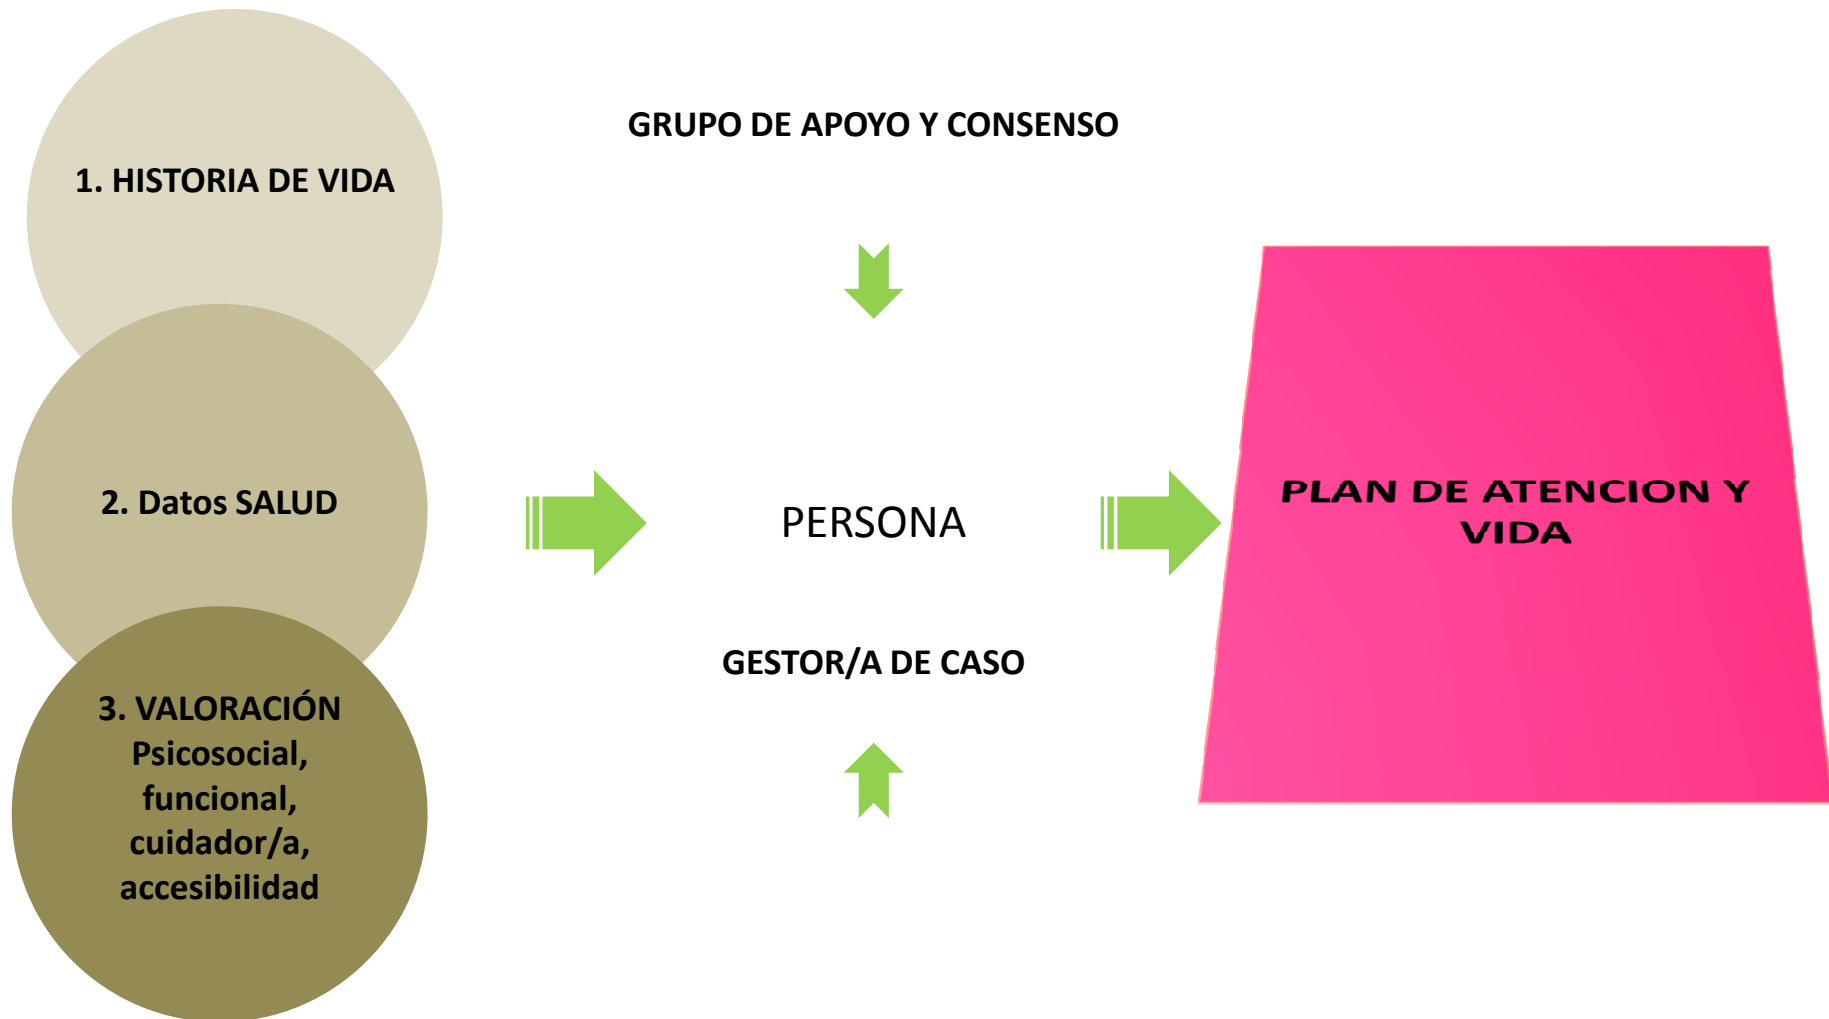 1. HISTORIA DE VIDA
2. Datos SALUD
3. VALORACIÓN
Psicosocial,
funcional,
cuidador/a,
accesibilidad
GRUPO DE APOYO Y CONSENSO
PERSONA
GESTOR/A DE CASO
PLAN DE ATENCION Y
VIDA